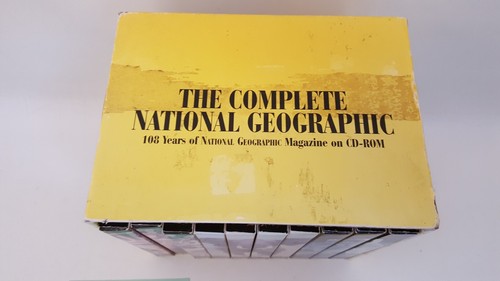 THE COMPLETE
NATIONAL GEOGRAPHIC
108 Years of NATIONAL GEOGRAPHIC Magazine on CD-ROM